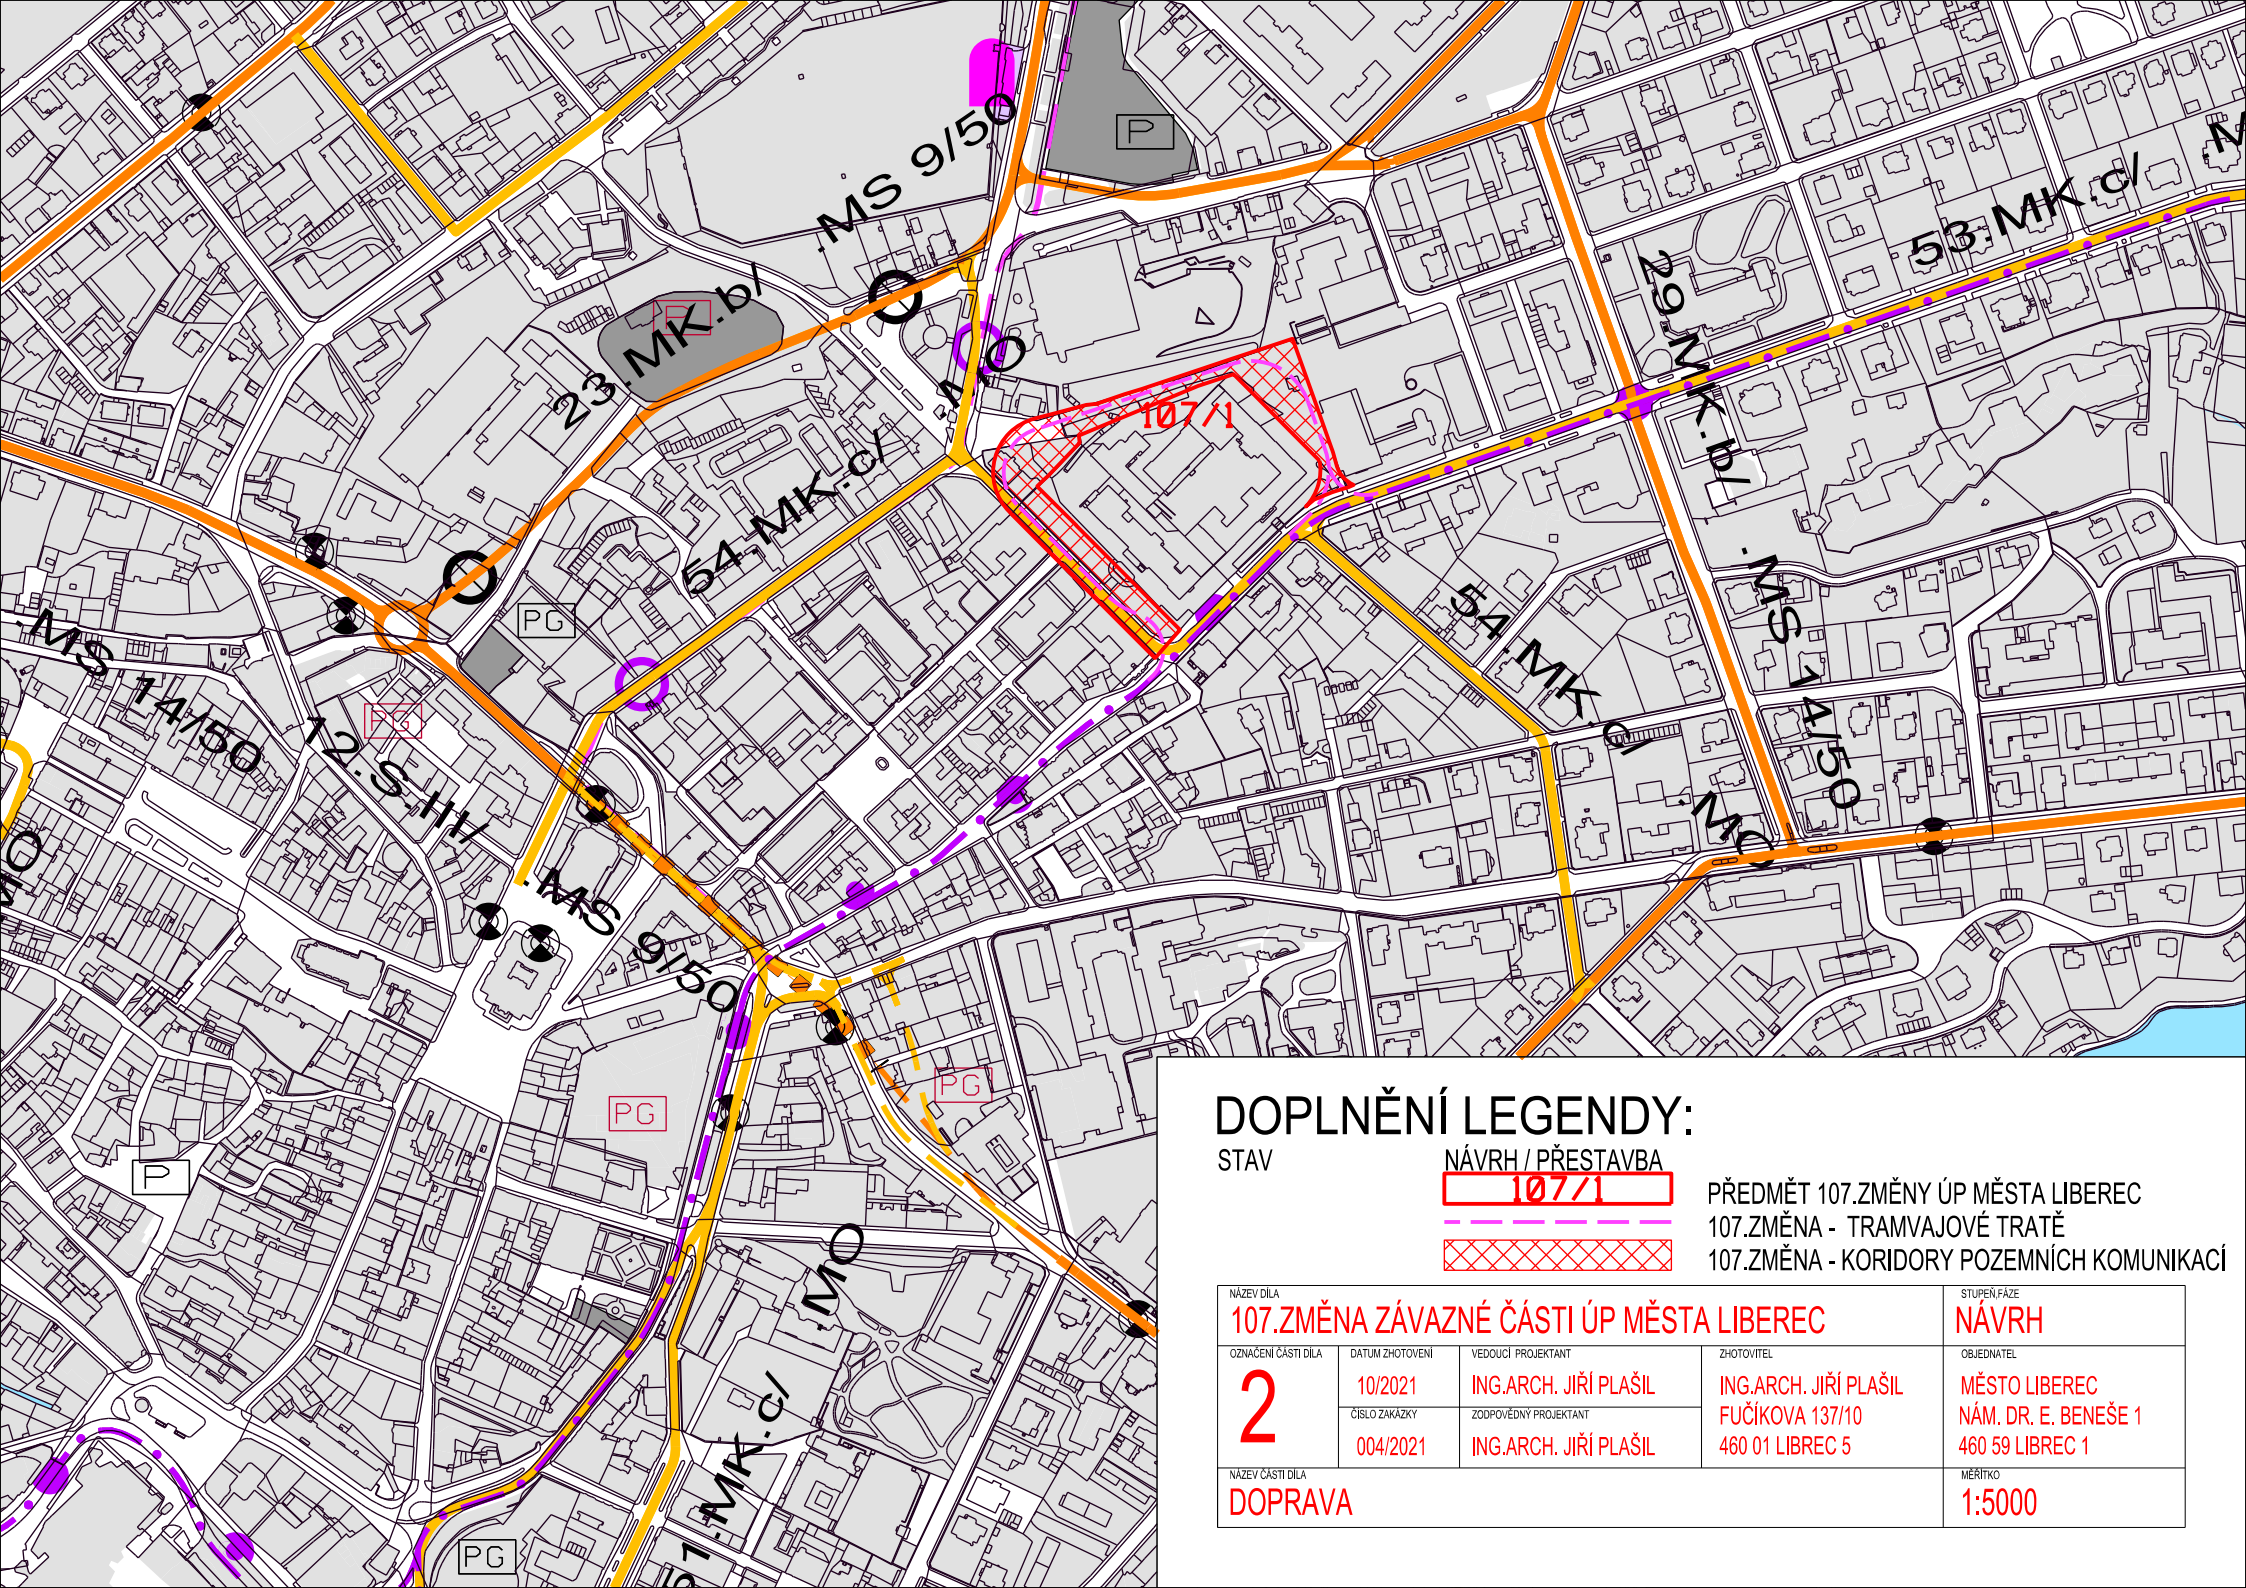 .MS 9/50
P
.M
53.MK.c/
23.MK.b/
P
29.MK.b/
.MS 14/50
107/1
54.MK.c/
PG
54.MK.c/
.MS 14/50
PG
12.S-III/
.MS 9/50
.MO
PG
PG
P
.MO
51.MK.c/
PG
DOPLNĚNÍ LEGENDY:
STAV
NÁVRH / PŘESTAVBA
107/1
PŘEDMĚT 107.ZMĚNY ÚP MĚSTA LIBEREC
107.ZMĚNA - TRAMVAJOVÉ TRATĚ
107.ZMĚNA - KORIDORY POZEMNÍCH KOMUNIKACÍ
NÁZEV DÍLA
107.ZMĚNA ZÁVAZNÉ ČÁSTI ÚP MĚSTA LIBEREC
STUPEŇ,FÁZE
NÁVRH
OZNAČENÍ ČÁSTI DÍLA
2
DATUM ZHOTOVENÍ
10/2021
ČÍSLO ZAKÁZKY
004/2021
VEDOUCÍ PROJEKTANT
ING.ARCH. JIŘÍ PLAŠIL
ZODPOVĚDNÝ PROJEKTANT
ING.ARCH. JIŘÍ PLAŠIL
ZHOTOVITEL
ING.ARCH. JIŘÍ PLAŠIL
FUČÍKOVA 137/10
460 01 LIBREC 5
OBJEDNATEL
MĚSTO LIBEREC
NÁM. DR. E. BENEŠE 1
460 59 LIBREC 1
NÁZEV ČÁSTI DÍLA
DOPRAVA
MĚŘÍTKO
1:5000